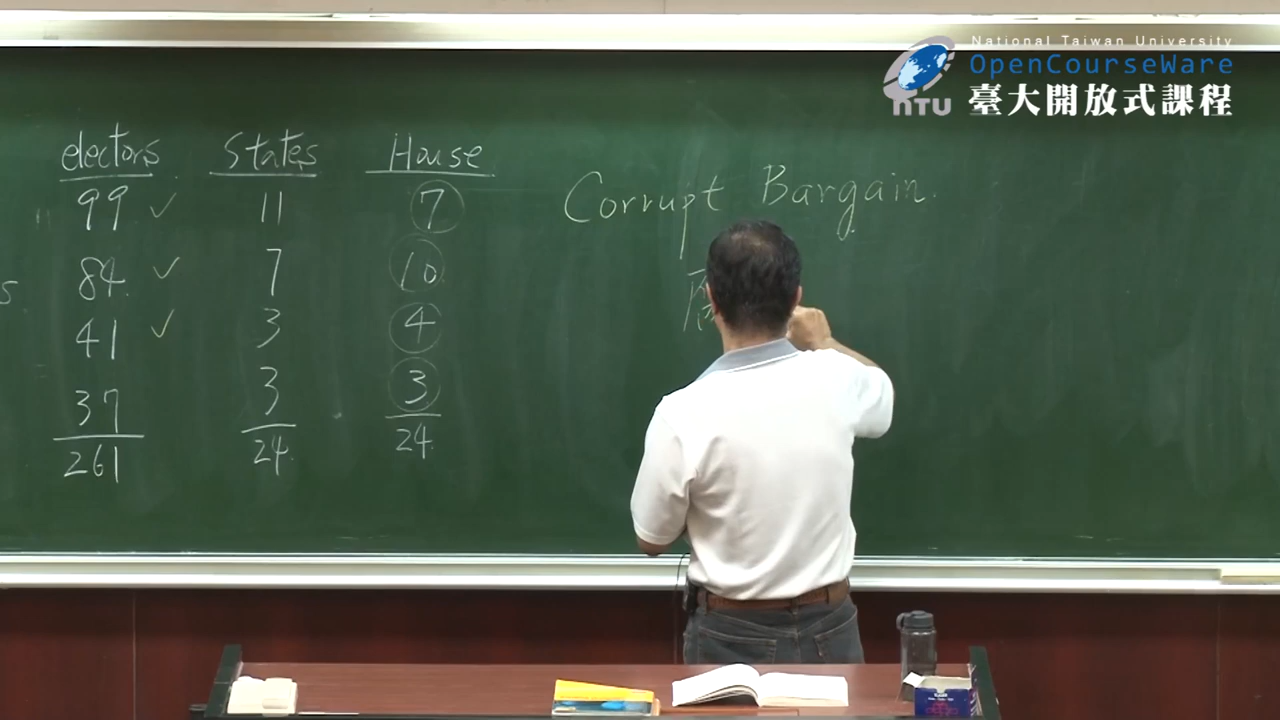 National Taiwan University
OpenCourseWare
NTU 臺大開放式課程
electors States House
99 ✓ 11 7
84 ✓ 7 10
41 ✓ 3 4
37 3 3
261 24 24
Corrupt Bargain.